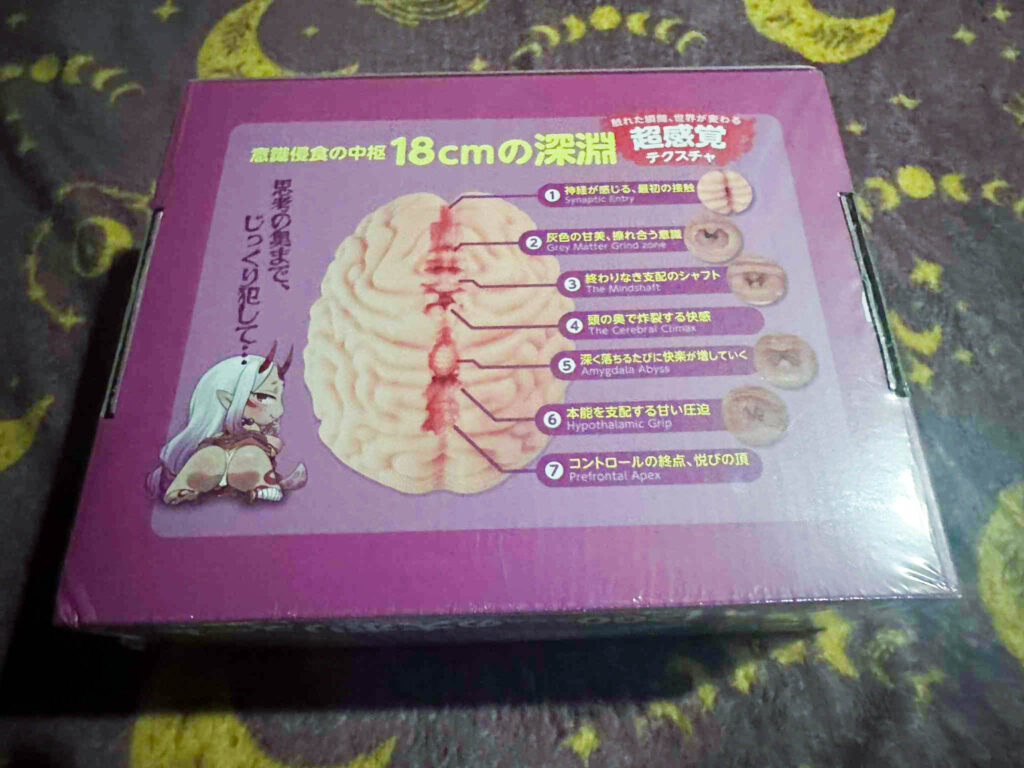 触れた瞬間、世界が変わる
超感覚
テクスチャ
意識侵食の中枢 18cmの深淵
思考の奥まで、
じっくり犯して…
① 神経が感じる、最初の接触
Synaptic Entry
② 灰色の甘美、擦れ合う意識
Grey Matter Grind zone
③ 終わりなき支配のシャフト
The Mindshaft
④ 頭の奥で炸裂する快感
The Cerebral Climax
⑤ 深く落ちるたびに快楽が増していく
Amygdala Abyss
⑥ 本能を支配する甘い圧迫
Hypothalamic Grip
⑦ コントロールの終点、悦びの頂
Prefrontal Apex